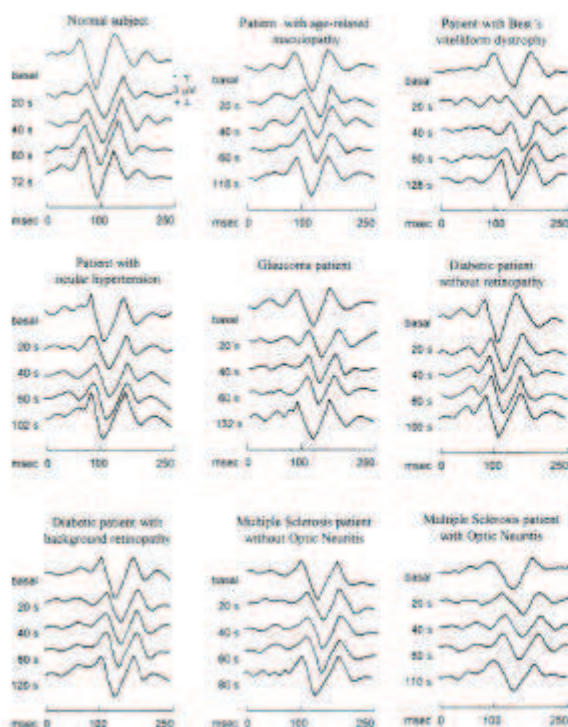 Normal subject
basal
20 s
40 s
60 s
72 s
msec 0 100 250
Patient with age-related
maculopathy
basal
20 s
40 s
60 s
118 s
msec 0 100 250
Patient with Best's
vitelliform dystrophy
basal
20 s
40 s
60 s
128 s
msec 0 100 250
Patient with
ocular hypertension
basal
20 s
40 s
60 s
102 s
msec 0 100 250
Glaucoma patient
basal
20 s
40 s
60 s
132 s
msec 0 100 250
Diabetic patient
without retinopathy
basal
20 s
40 s
60 s
msec 0 100 250
Diabetic patient with
background retinopathy
basal
20 s
40 s
60 s
120 s
msec 0 100 250
Multiple Sclerosis patient
without Optic Neuritis
basal
20 s
40 s
60 s
80 s
msec 0 100 250
Multiple Sclerosis patient
with Optic Neuritis
basal
20 s
40 s
60 s
110 s
msec 0 100 250